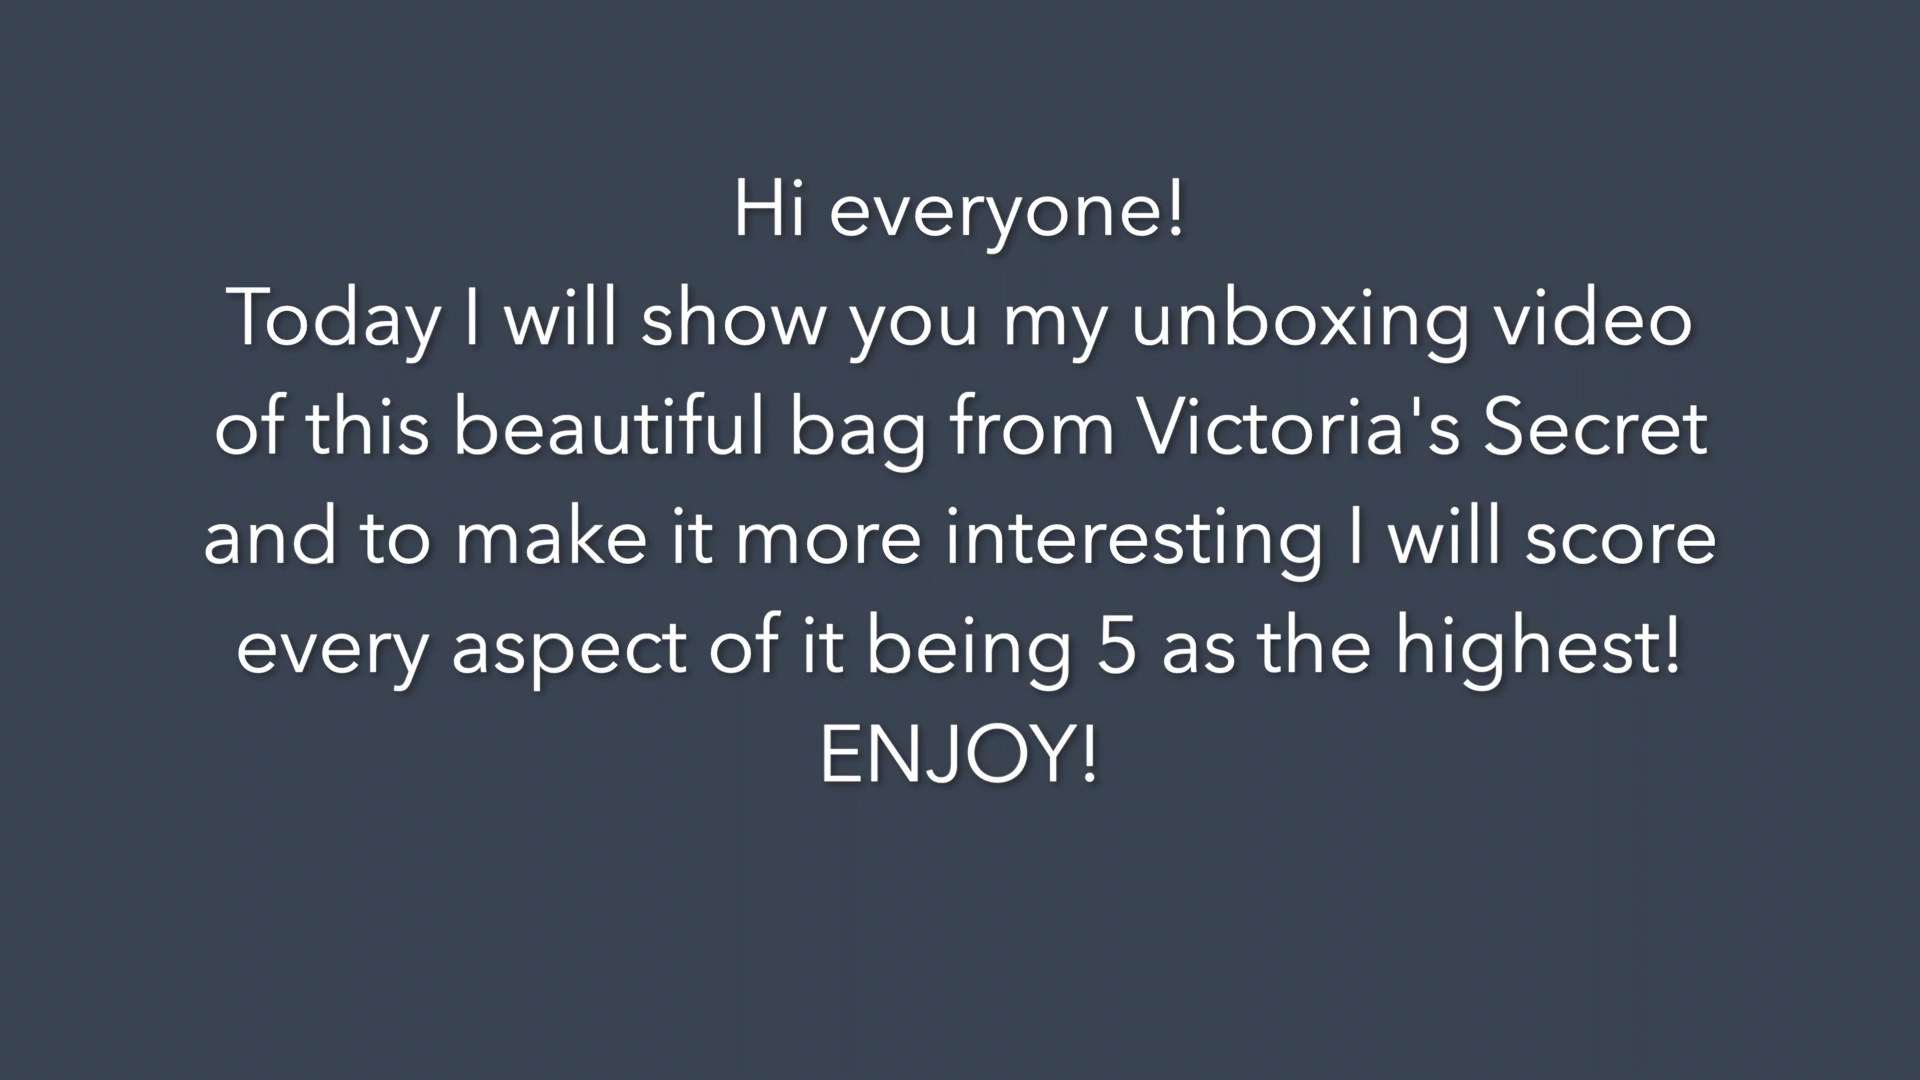 Hi everyone!
Today I will show you my unboxing video
of this beautiful bag from Victoria's Secret
and to make it more interesting I will score
every aspect of it being 5 as the highest!
ENJOY!